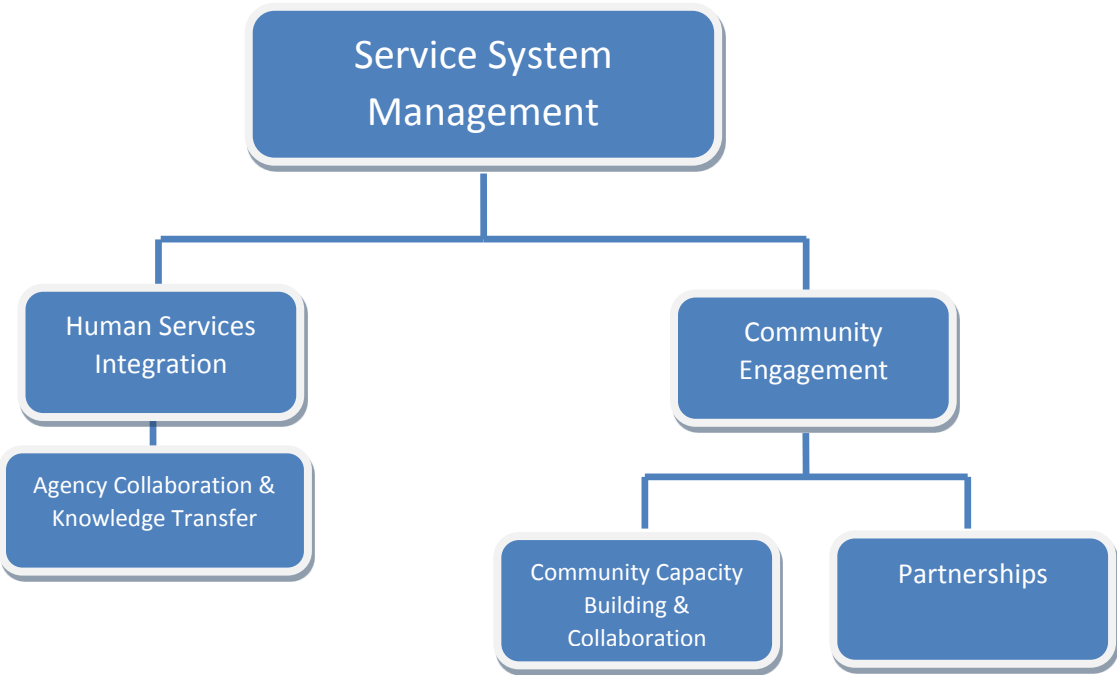 Service System
Management
Human Services
Integration
Community
Engagement
Agency Collaboration &
Knowledge Transfer
Community Capacity
Building &
Collaboration
Partnerships